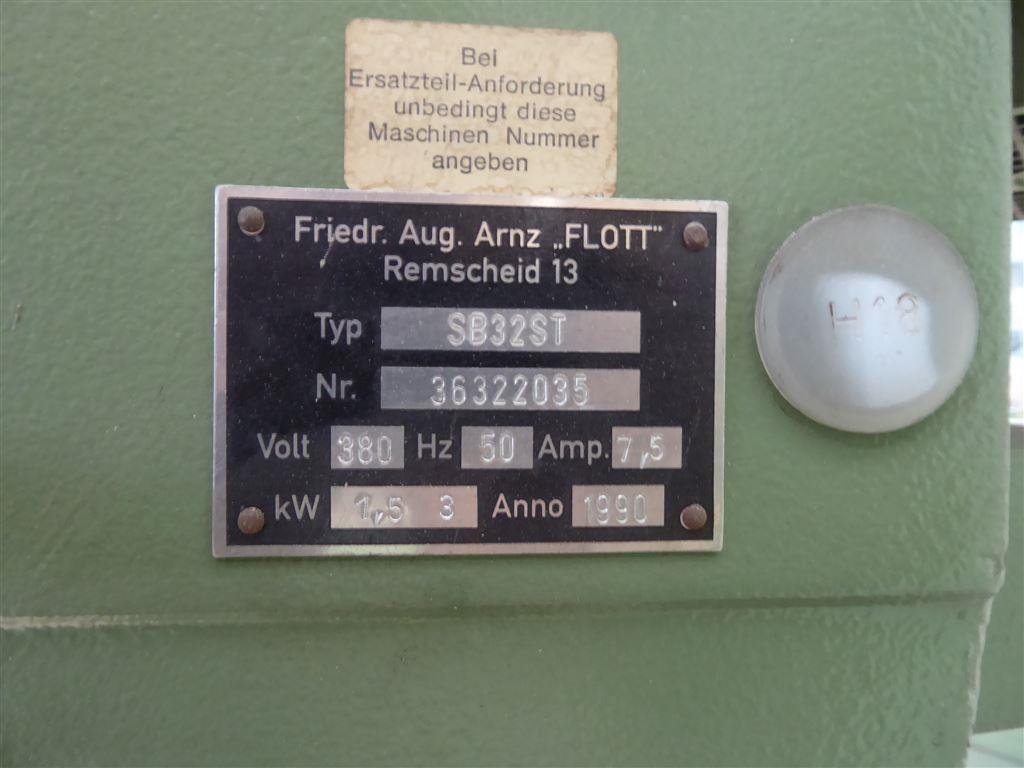 Bei
Ersatzteil-Anforderung
unbedingt diese
Maschinen Nummer
angeben
Friedr. Aug. Arnz „FLOTT"
Remscheid 13
Typ SB32ST
Nr. 36322035
Volt 380 Hz 50 Amp. 7,5
kW 1,5 3 Anno 1990
H18